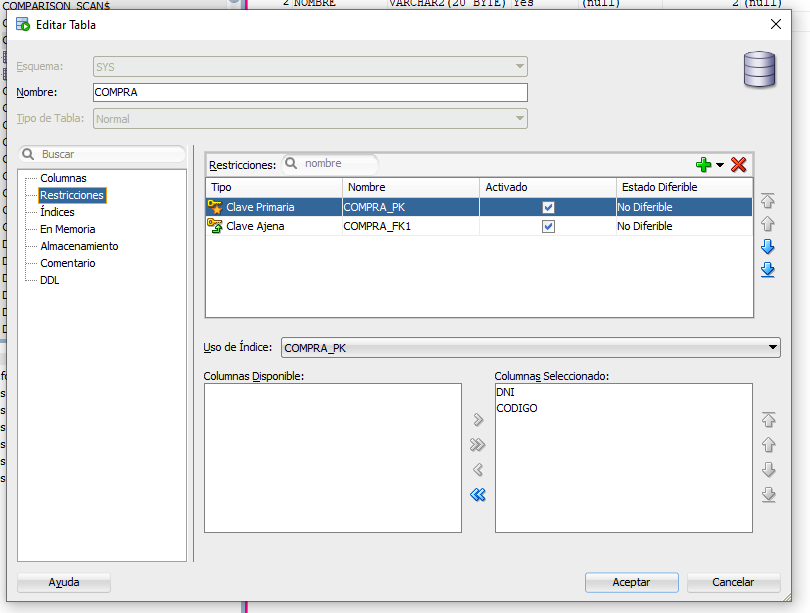 COMPARISON_SCAN$
2 NOMBRE VARCHAR2(20 BYTE) Yes (null) 2 (null)
Editar Tabla
Esquema: SYS
Nombre: COMPRA
Tipo de Tabla: Normal
Buscar
Columnas
Restricciones
Índices
En Memoria
Almacenamiento
Comentario
DDL
Restricciones: nombre
Tipo Nombre Activado Estado Diferible
Clave Primaria COMPRA_PK No Diferible
Clave Ajena COMPRA_FK1 No Diferible
Uso de Índice: COMPRA_PK
Columnas Disponible:
Columnas Seleccionado:
DNI
CODIGO
Ayuda
Aceptar
Cancelar